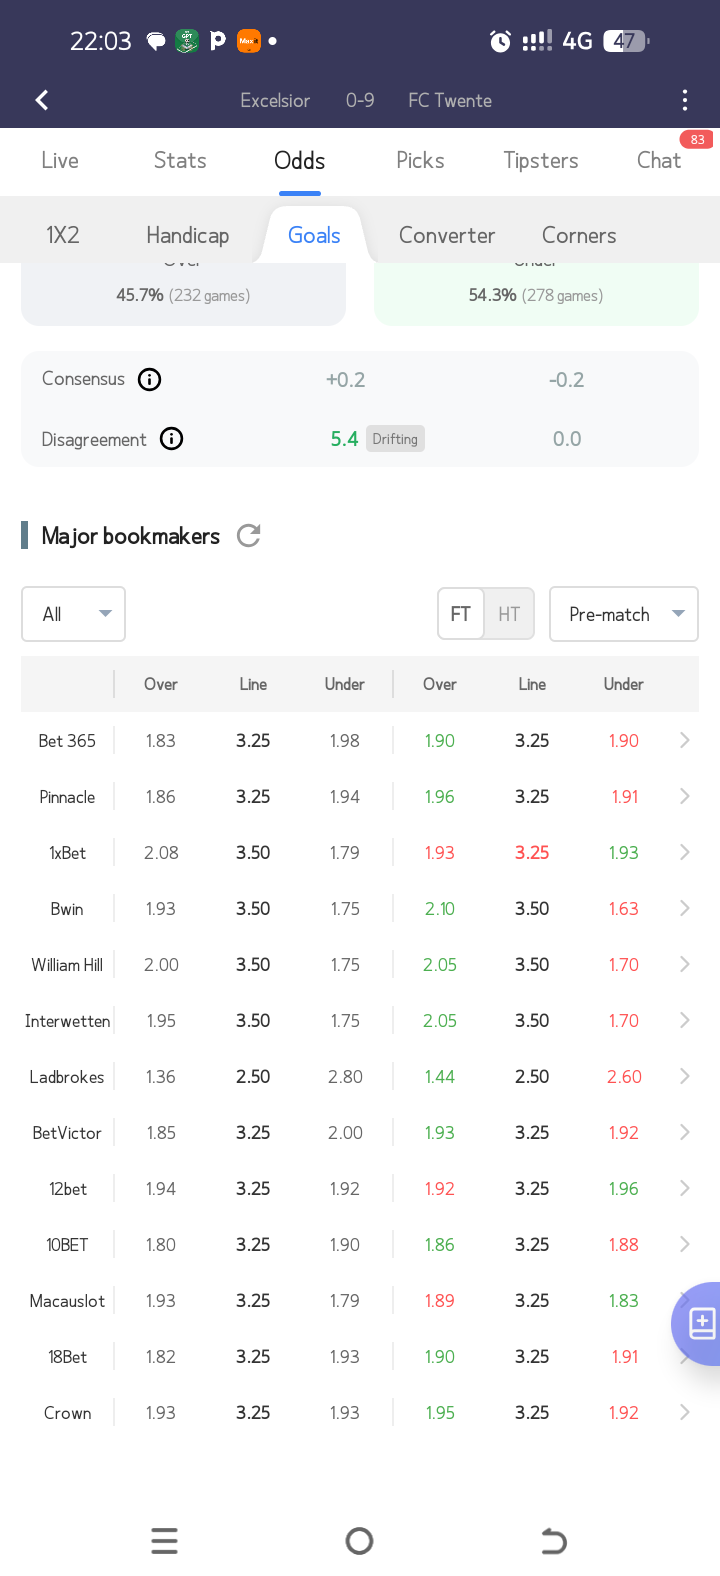 22:03 GPT 4G 47
Excelsior 0-9 FC Twente
83
Live Stats Odds Picks Tipsters Chat
1X2 Handicap Goals Converter Corners
Over Under
45.7% (232 games) 54.3% (278 games)
Consensus +0.2 -0.2
Disagreement 5.4 Drifting 0.0
Major bookmakers
All FT HT Pre-match
Over Line Under Over Line Under
Bet 365 1.83 3.25 1.98 1.90 3.25 1.90
Pinnacle 1.86 3.25 1.94 1.96 3.25 1.91
1xBet 2.08 3.50 1.79 1.93 3.25 1.93
Bwin 1.93 3.50 1.75 2.10 3.50 1.63
William Hill 2.00 3.50 1.75 2.05 3.50 1.70
Interwetten 1.95 3.50 1.75 2.05 3.50 1.70
Ladbrokes 1.36 2.50 2.80 1.44 2.50 2.60
BetVictor 1.85 3.25 2.00 1.93 3.25 1.92
12bet 1.94 3.25 1.92 1.92 3.25 1.96
10BET 1.80 3.25 1.90 1.86 3.25 1.88
Macauslot 1.93 3.25 1.79 1.89 3.25 1.83
18Bet 1.82 3.25 1.93 1.90 3.25 1.91
Crown 1.93 3.25 1.93 1.95 3.25 1.92